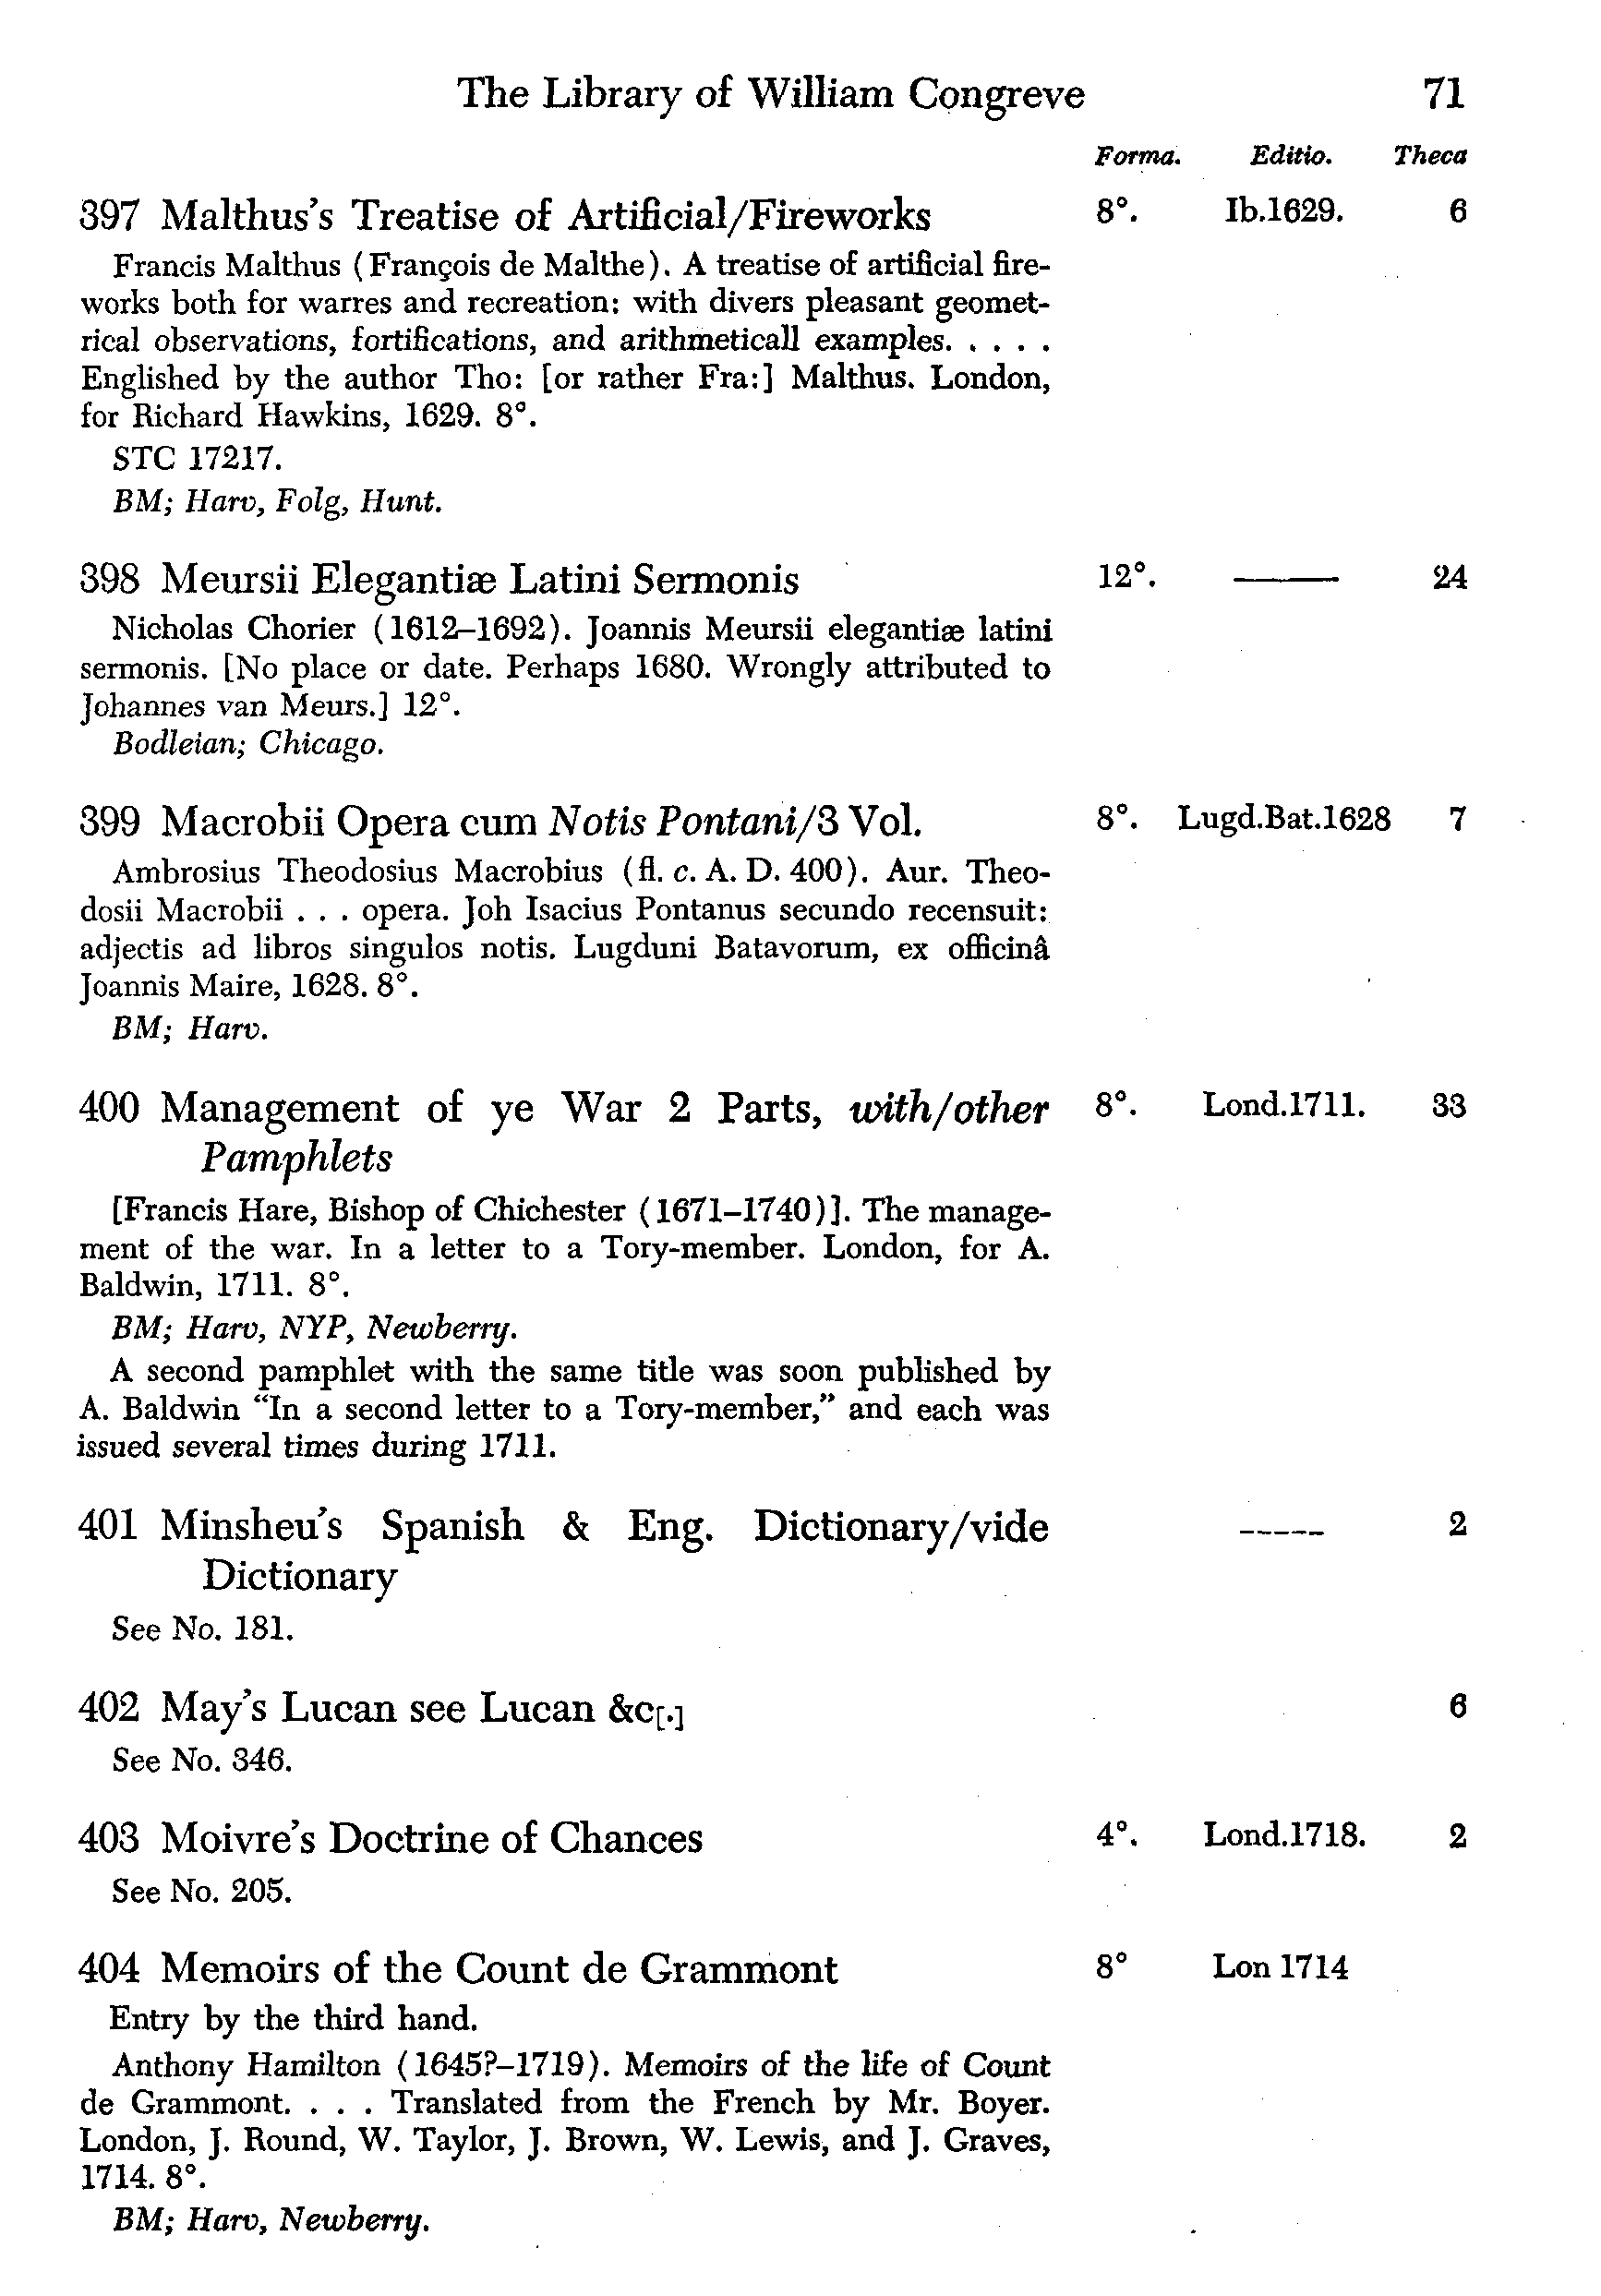 The Library of William Congreve 71
Forma. Editio. Theca
397 Malthus's Treatise of Artificial/Fireworks 8°. Ib.1629. 6
Francis Malthus (François de Malthe). A treatise of artificial fire-
works both for warres and recreation: with divers pleasant geomet-
rical observations, fortifications, and arithmeticall examples. . . . .
Englished by the author Tho: [or rather Fra:] Malthus. London,
for Richard Hawkins, 1629. 8°.
STC 17217.
BM; Harv, Folg, Hunt.
398 Meursii Elegantiæ Latini Sermonis 12°. ——— 24
Nicholas Chorier (1612–1692). Joannis Meursii elegantiæ latini
sermonis. [No place or date. Perhaps 1680. Wrongly attributed to
Johannes van Meurs.] 12°.
Bodleian; Chicago.
399 Macrobii Opera cum Notis Pontani/3 Vol. 8°. Lugd.Bat.1628 7
Ambrosius Theodosius Macrobius (fl. c. A. D. 400). Aur. Theo-
dosii Macrobii . . . opera. Joh Isacius Pontanus secundo recensuit:
adjectis ad libros singulos notis. Lugduni Batavorum, ex officinâ
Joannis Maire, 1628. 8°.
BM; Harv.
400 Management of ye War 2 Parts, with/other 8°. Lond.1711. 33
Pamphlets
[Francis Hare, Bishop of Chichester (1671–1740)]. The manage-
ment of the war. In a letter to a Tory-member. London, for A.
Baldwin, 1711. 8°.
BM; Harv, NYP, Newberry.
A second pamphlet with the same title was soon published by
A. Baldwin "In a second letter to a Tory-member," and each was
issued several times during 1711.
401 Minsheu's Spanish & Eng. Dictionary/vide ----- 2
Dictionary
See No. 181.
402 May's Lucan see Lucan &c[.] 6
See No. 346.
403 Moivre's Doctrine of Chances 4°. Lond.1718. 2
See No. 205.
404 Memoirs of the Count de Grammont 8° Lon 1714
Entry by the third hand.
Anthony Hamilton (1645?–1719). Memoirs of the life of Count
de Grammont. . . . Translated from the French by Mr. Boyer.
London, J. Round, W. Taylor, J. Brown, W. Lewis, and J. Graves,
1714. 8°.
BM; Harv, Newberry.